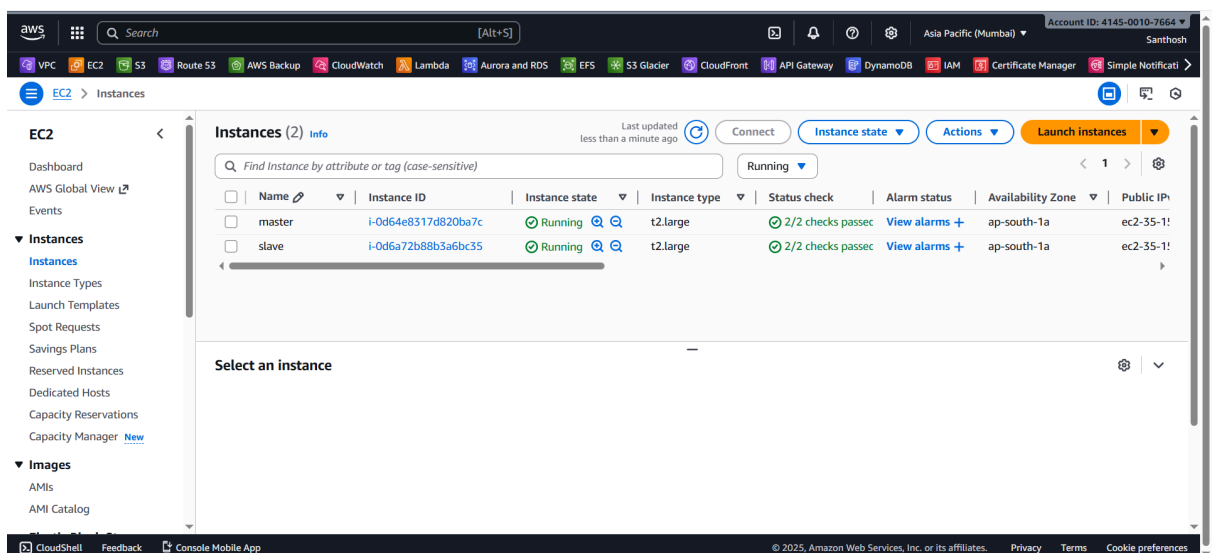 aws Search [Alt+S] Asia Pacific (Mumbai) ▼ Account ID: 4145-0010-7664 ▼
Santhosh
VPC EC2 S3 Route 53 AWS Backup CloudWatch Lambda Aurora and RDS EFS S3 Glacier CloudFront API Gateway DynamoDB IAM Certificate Manager Simple Notificati
EC2 > Instances
EC2
Dashboard
AWS Global View
Events
Instances
Instances
Instance Types
Launch Templates
Spot Requests
Savings Plans
Reserved Instances
Dedicated Hosts
Capacity Reservations
Capacity Manager New
Images
AMIs
AMI Catalog
Instances (2) Info
Last updated
less than a minute ago
Connect Instance state ▼ Actions ▼ Launch instances ▼
Find Instance by attribute or tag (case-sensitive) Running ▼ < 1 >
Name Instance ID Instance state Instance type Status check Alarm status Availability Zone Public IPv
master i-0d64e8317d820ba7c Running t2.large 2/2 checks passec View alarms + ap-south-1a ec2-35-15
slave i-0d6a72b88b3a6bc35 Running t2.large 2/2 checks passec View alarms + ap-south-1a ec2-35-15
Select an instance
CloudShell Feedback Console Mobile App © 2025, Amazon Web Services, Inc. or its affiliates. Privacy Terms Cookie preferences